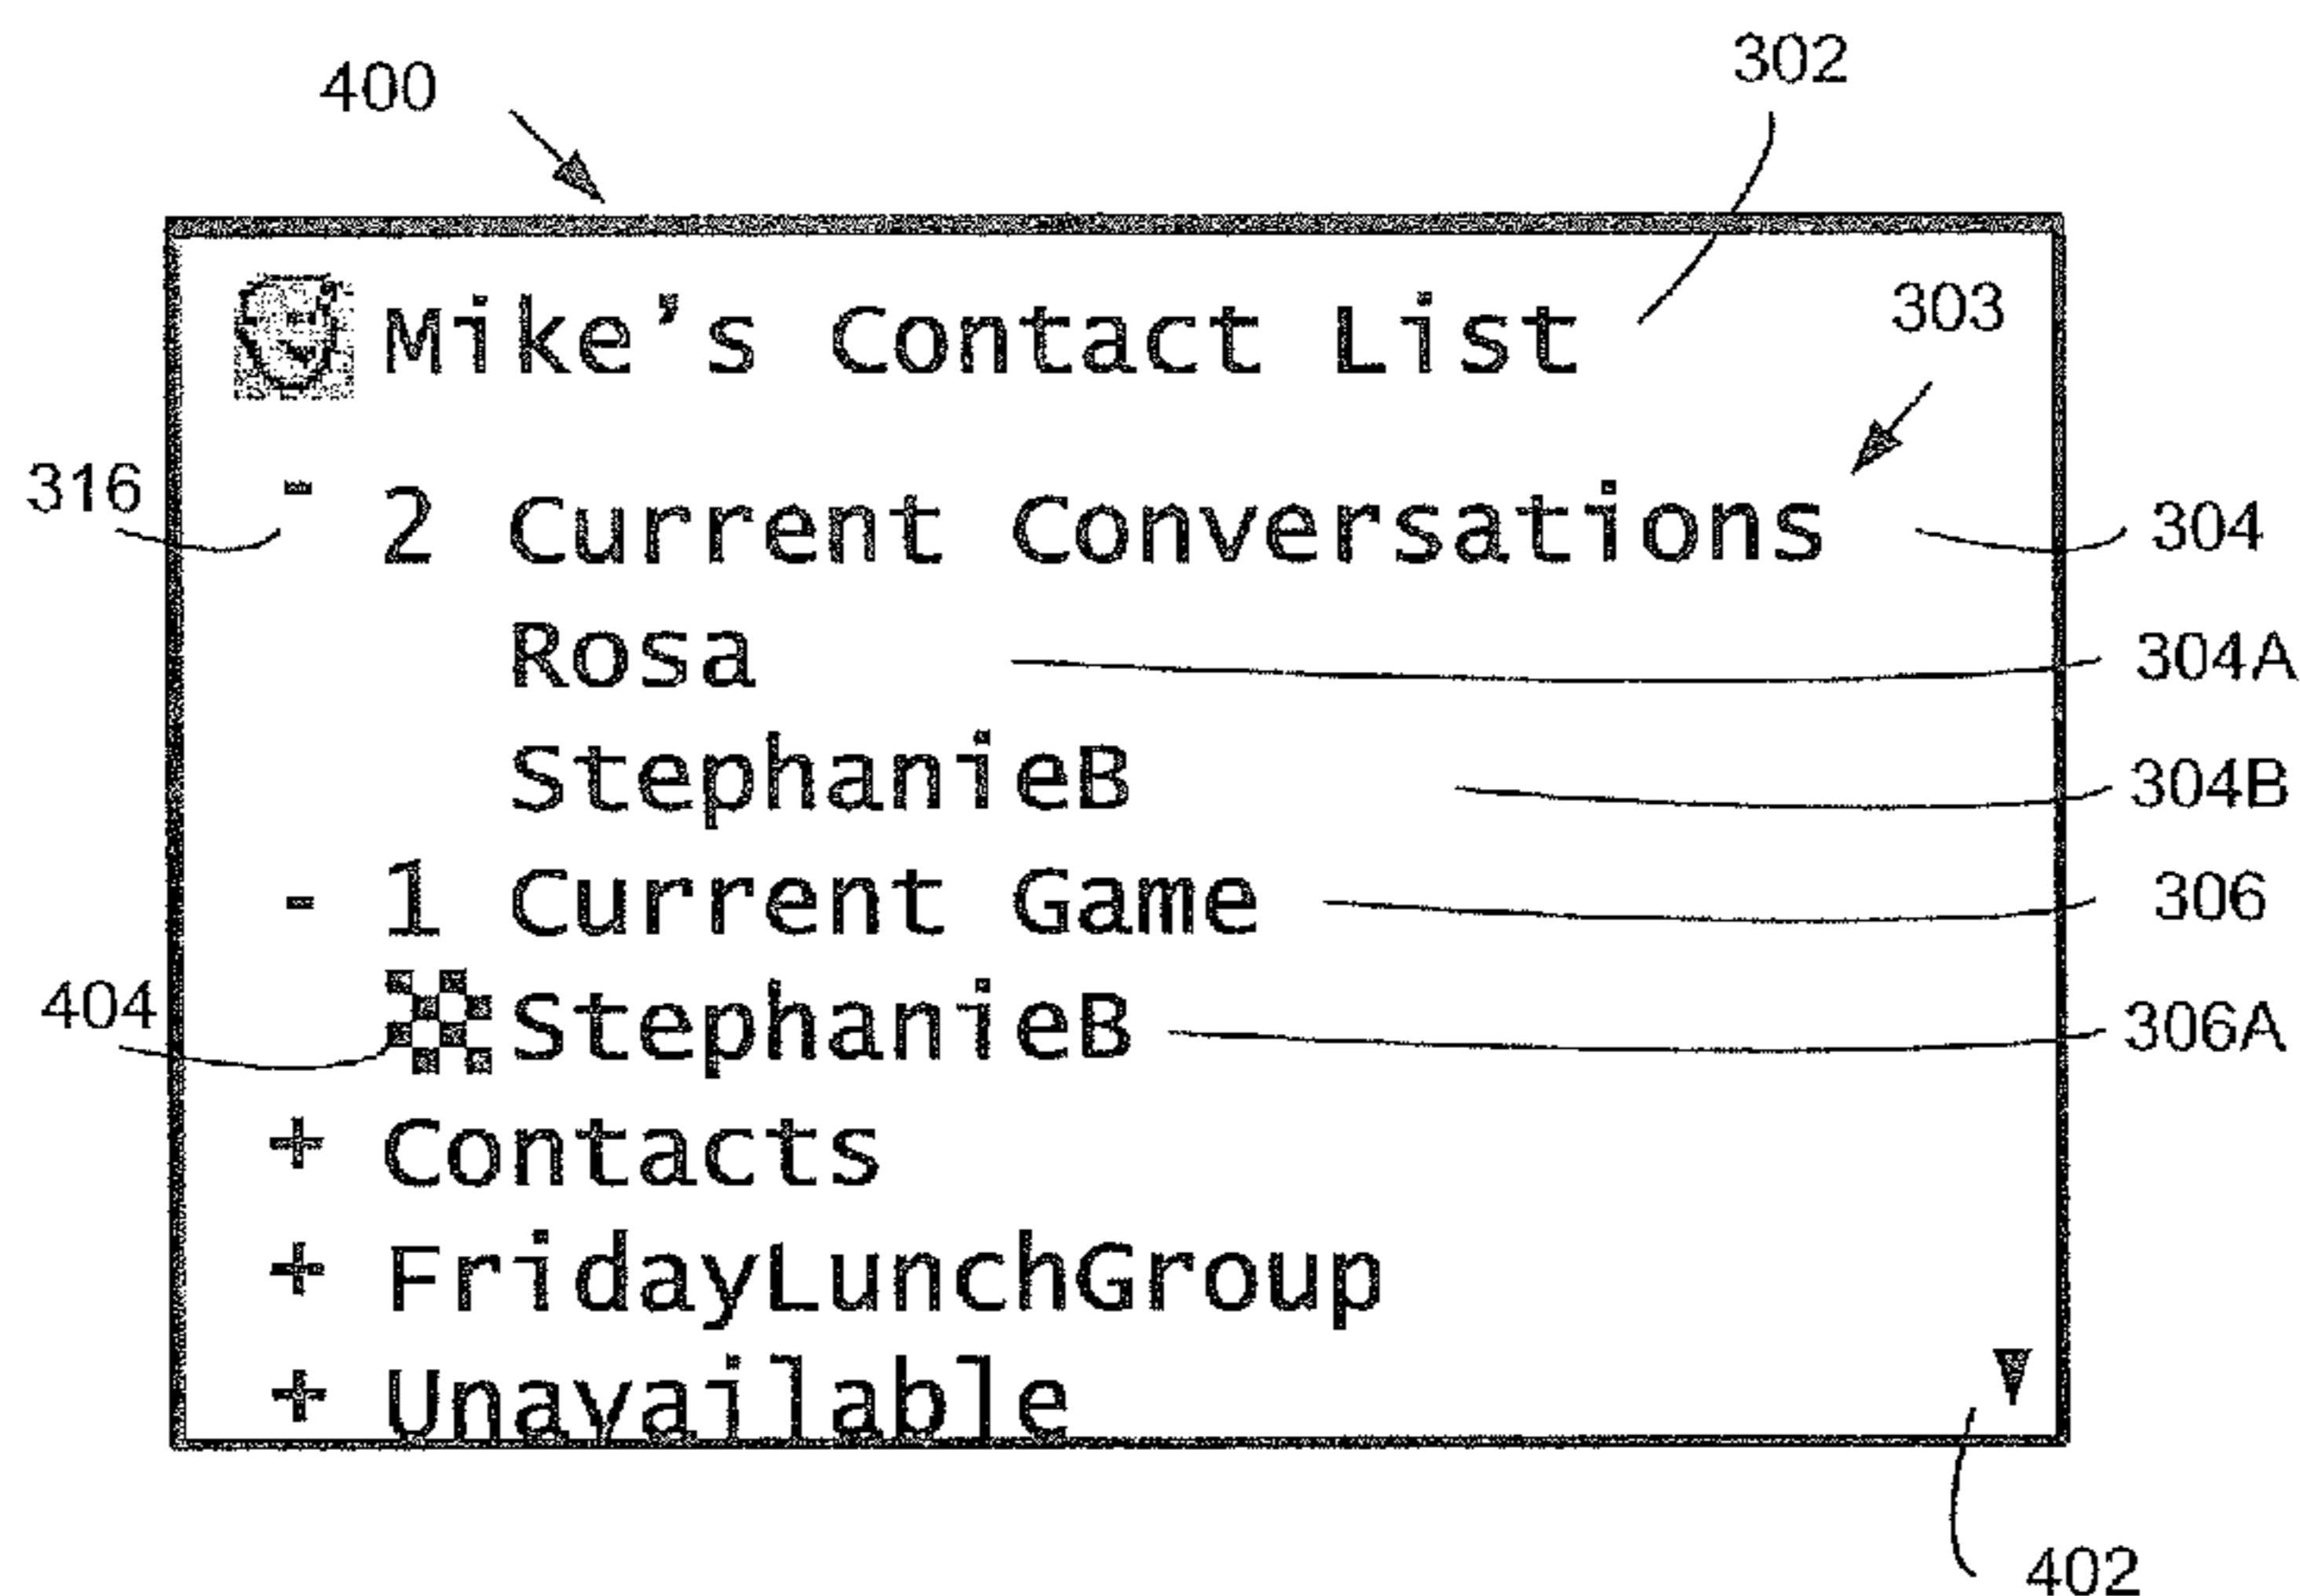 400
302
Mike's Contact List
303
316
- 2 Current Conversations
304
Rosa
304A
StephanieB
304B
- 1 Current Game
306
404
StephanieB
306A
+ Contacts
+ FridayLunchGroup
+ Unavailable
402